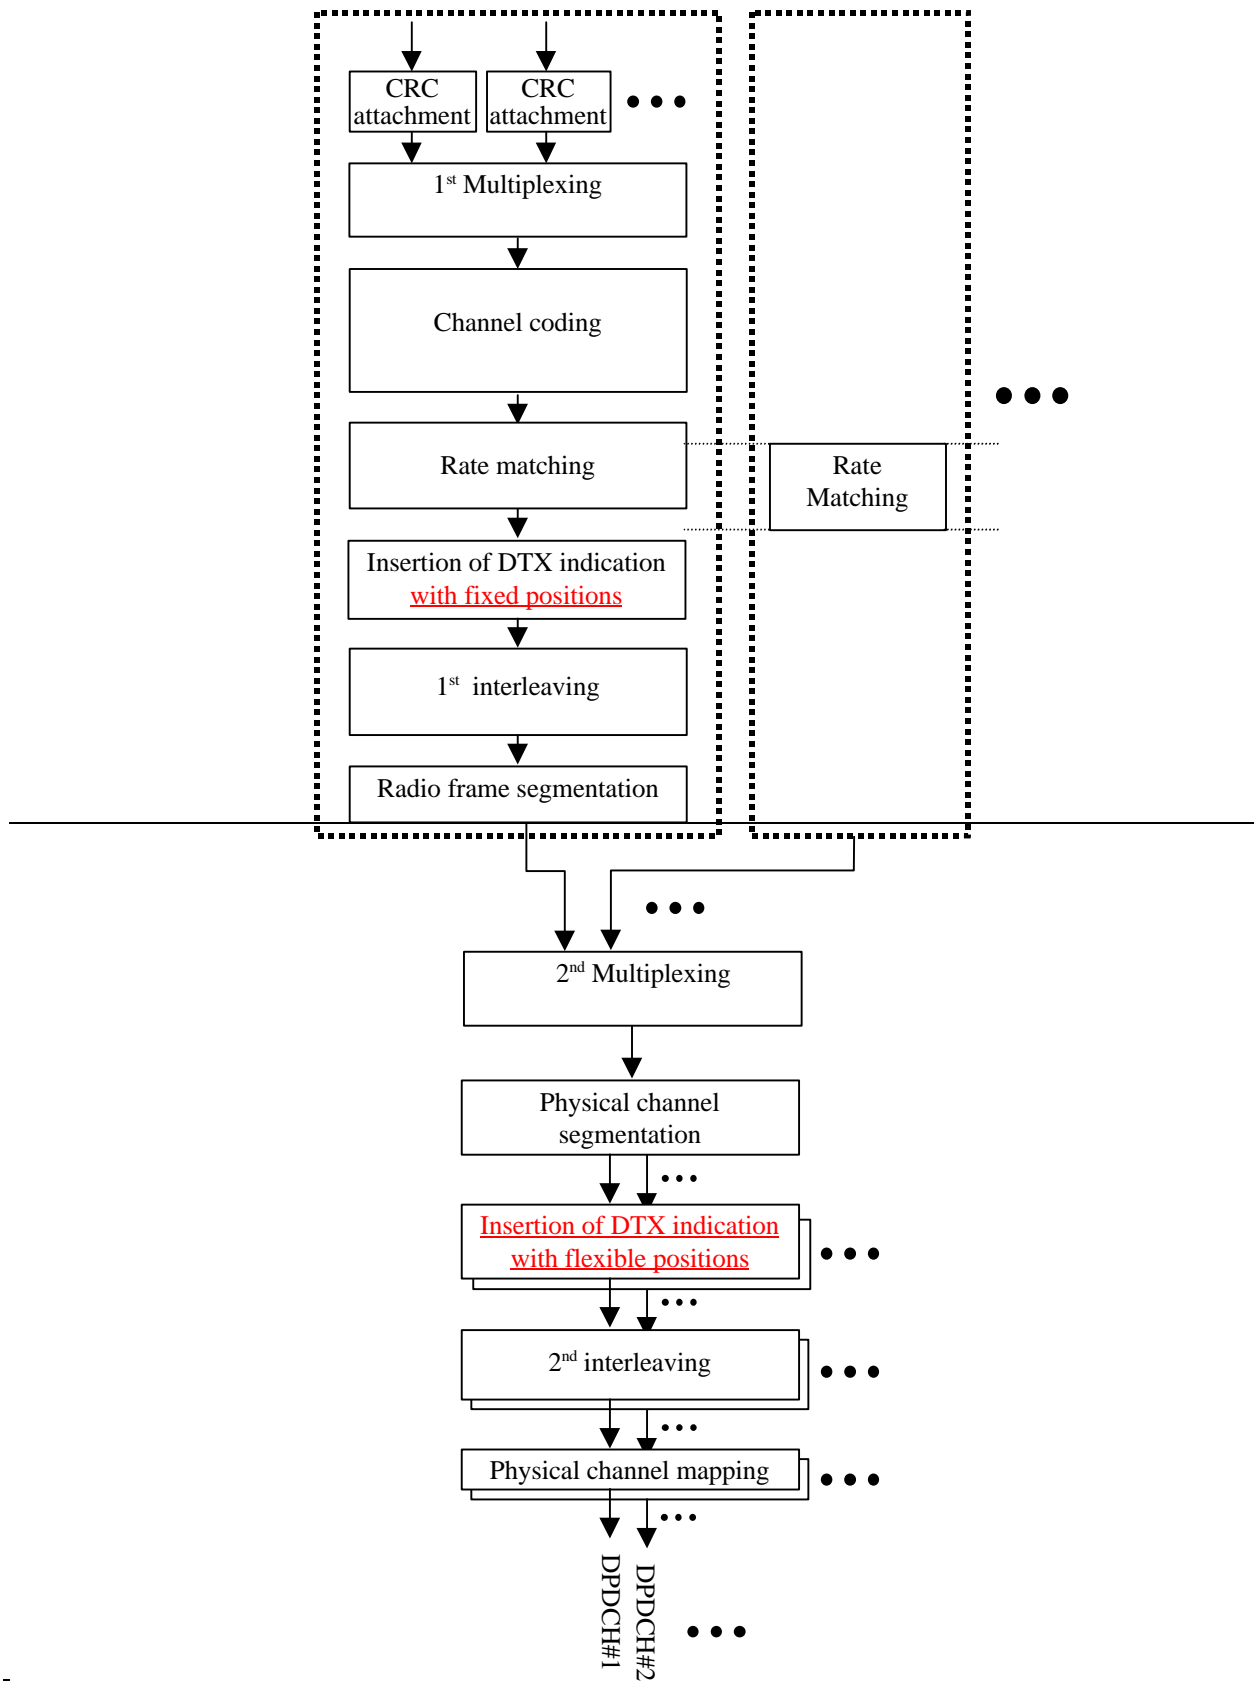 CRC
attachment
CRC
attachment
1st Multiplexing
Channel coding
Rate matching
Rate
Matching
Insertion of DTX indication
with fixed positions
1st interleaving
Radio frame segmentation
2nd Multiplexing
Physical channel
segmentation
Insertion of DTX indication
with flexible positions
2nd interleaving
Physical channel mapping
DPDCH#1
DPDCH#2